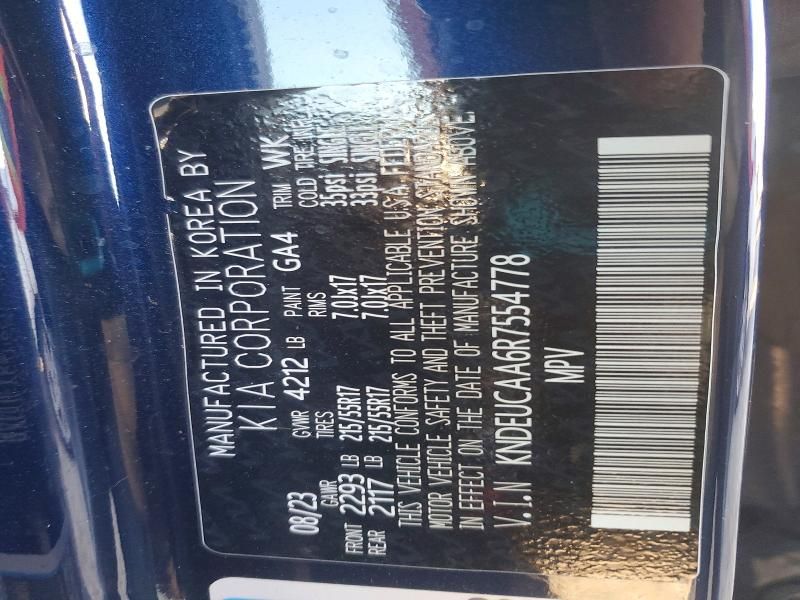 MANUFACTURED IN KOREA BY
KIA CORPORATION
08/23 GVWR 4212 LB PAINT GA4 TRIM WK
GAWR TIRES RIMS COLD TIRE
FRONT 2293 LB 215/55R17 7.0Jx17 35psi
REAR 2117 LB 215/55R17 7.0Jx17 33psi
THIS VEHICLE CONFORMS TO ALL APPLICABLE U.S.A. FEDERAL
MOTOR VEHICLE SAFETY AND THEFT PREVENTION STANDARDS
IN EFFECT ON THE DATE OF MANUFACTURE SHOWN ABOVE.
V.I.N KNDEUCAA6R7554778
MPV